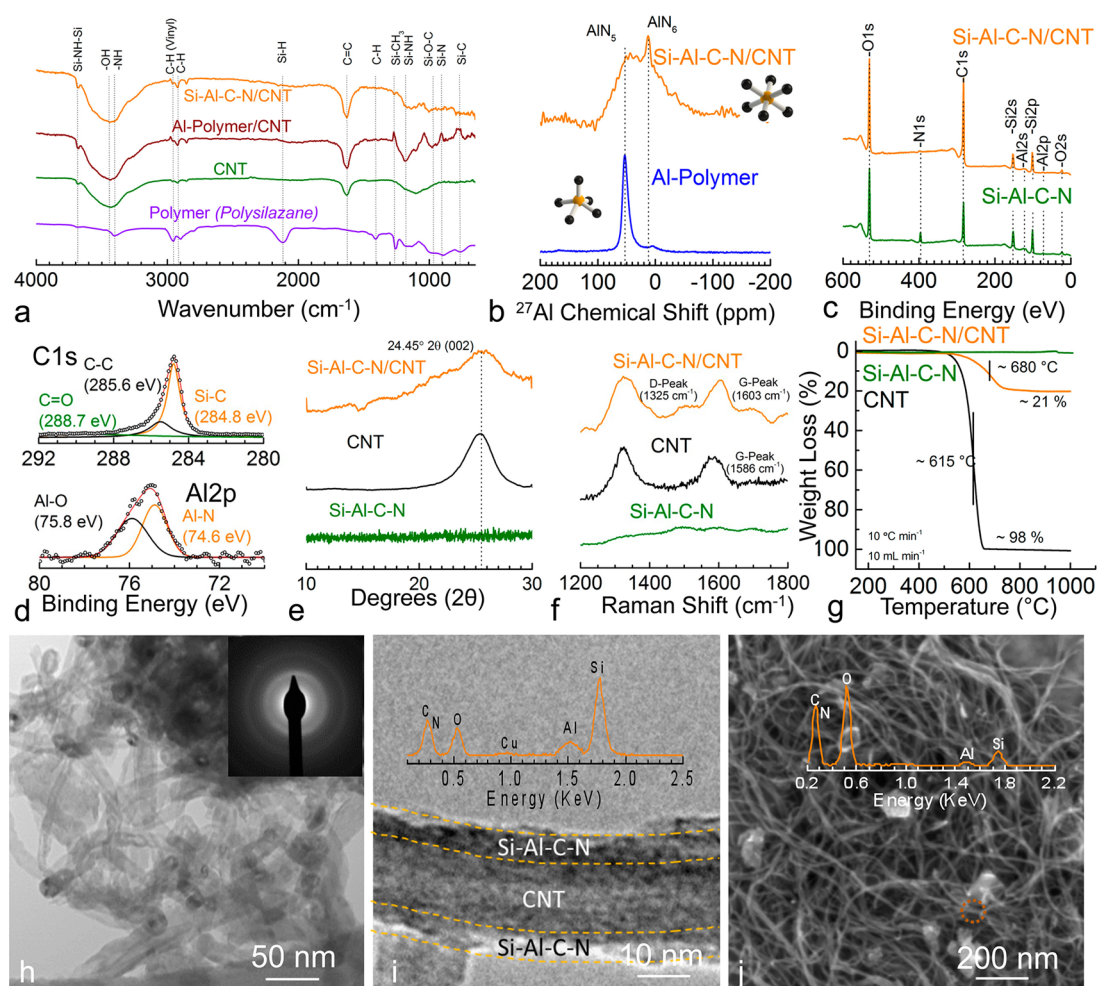 Si-NH-Si
-OH
-NH
C-H (Vinyl)
C-H
Si-H
C=C
C-H
Si-CH3
Si-NH
Si-O-C
Si-N
Si-C
Si-Al-C-N/CNT
Al-Polymer/CNT
CNT
Polymer (Polysilazane)
4000 3000 2000 1000
Wavenumber (cm-1)
a
AlN5
AlN6
Si-Al-C-N/CNT
Al-Polymer
200 100 0 -100 -200
27Al Chemical Shift (ppm)
b
-O1s
-N1s
C1s
-Si2s
-Al2s
-Si2p
-Al2p
-O2s
Si-Al-C-N/CNT
Si-Al-C-N
600 400 200 0
Binding Energy (eV)
c
C1s
C-C
(285.6 eV)
C=O
(288.7 eV)
Si-C
(284.8 eV)
292 288 284 280
Al2p
Al-O
(75.8 eV)
Al-N
(74.6 eV)
80 76 72
Binding Energy (eV)
d
24.45° 2θ (002)
Si-Al-C-N/CNT
CNT
Si-Al-C-N
10 20 30
Degrees (2θ)
e
Si-Al-C-N/CNT
D-Peak
(1325 cm-1)
G-Peak
(1603 cm-1)
CNT
G-Peak
(1586 cm-1)
Si-Al-C-N
1200 1400 1600 1800
Raman Shift (cm-1)
f
Si-Al-C-N/CNT
Si-Al-C-N
CNT
~ 680 °C
~ 21 %
~ 615 °C
~ 98 %
10 °C min-1
10 mL min-1
0
20
40
60
80
100
Weight Loss (%)
200 400 600 800 1000
Temperature (°C)
g
h
50 nm
C
N
O
Cu
Al
Si
0.5 1.0 1.5 2.0 2.5
Energy (KeV)
Si-Al-C-N
CNT
Si-Al-C-N
i
10 nm
C
N
O
Al
Si
0.2 0.6 1.0 1.4 1.8 2.2
Energy (KeV)
j
200 nm